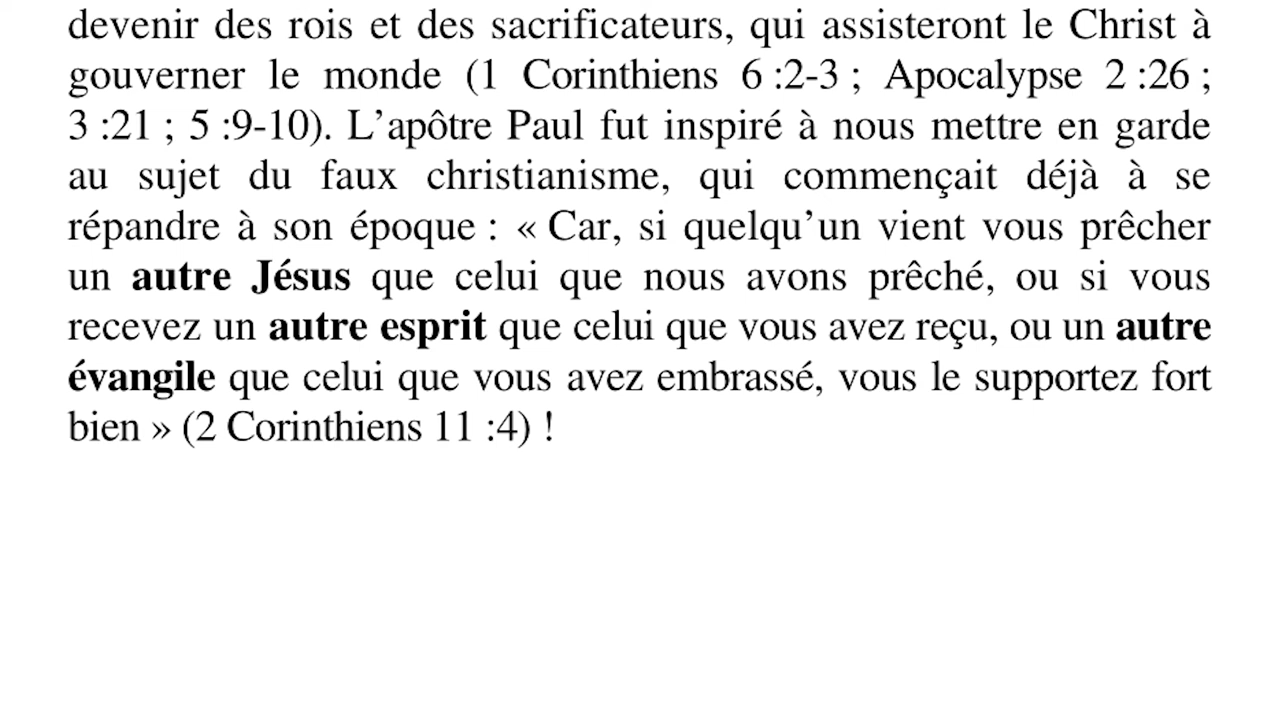 devenir des rois et des sacrificateurs, qui assisteront le Christ à
gouverner le monde (1 Corinthiens 6 :2-3 ; Apocalypse 2 :26 ;
3 :21 ; 5 :9-10). L’apôtre Paul fut inspiré à nous mettre en garde
au sujet du faux christianisme, qui commençait déjà à se
répandre à son époque : « Car, si quelqu’un vient vous prêcher
un autre Jésus que celui que nous avons prêché, ou si vous
recevez un autre esprit que celui que vous avez reçu, ou un autre
évangile que celui que vous avez embrassé, vous le supportez fort
bien » (2 Corinthiens 11 :4) !